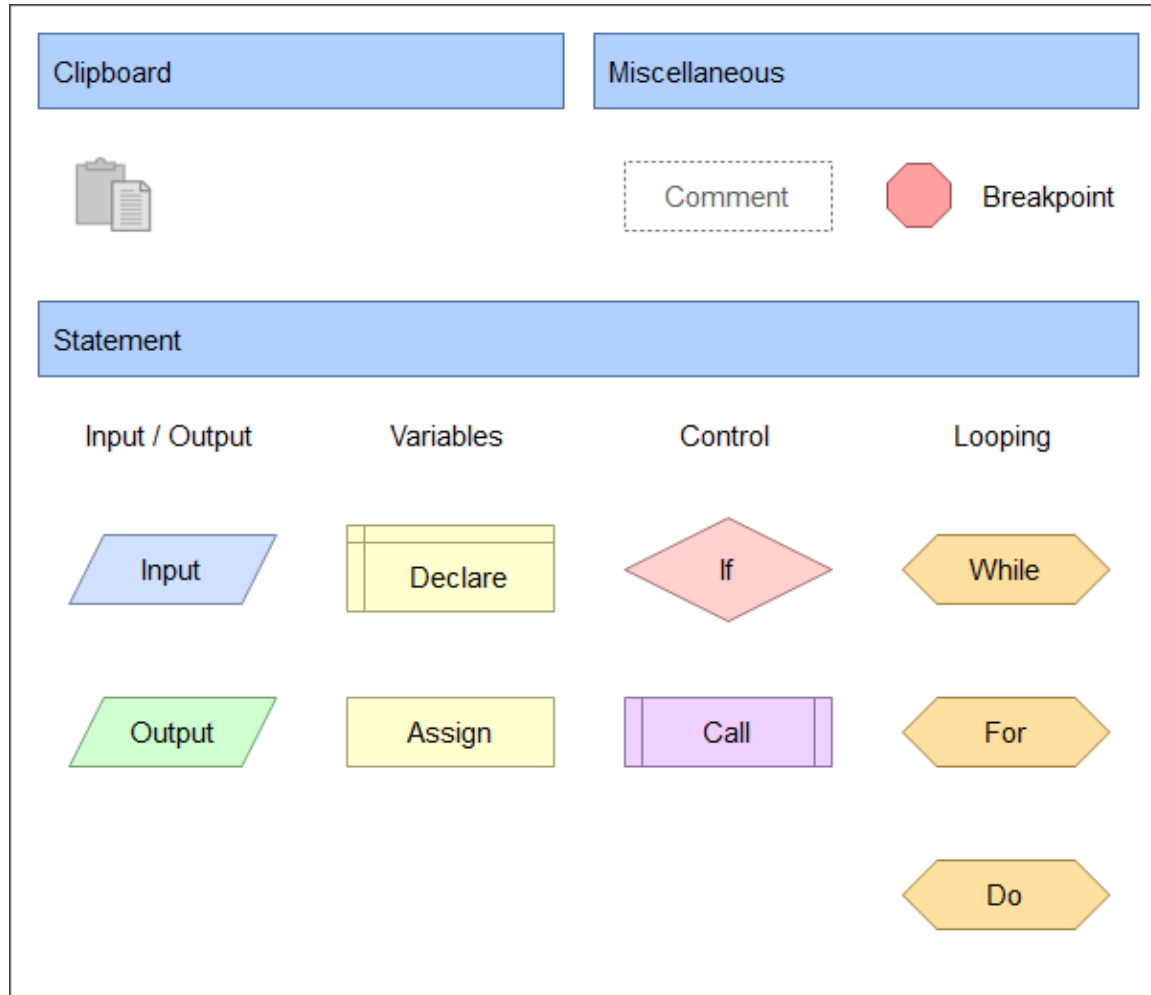 Clipboard
Miscellaneous
Comment
Breakpoint
Statement
Input / Output
Variables
Control
Looping
Input
Declare
If
While
Output
Assign
Call
For
Do